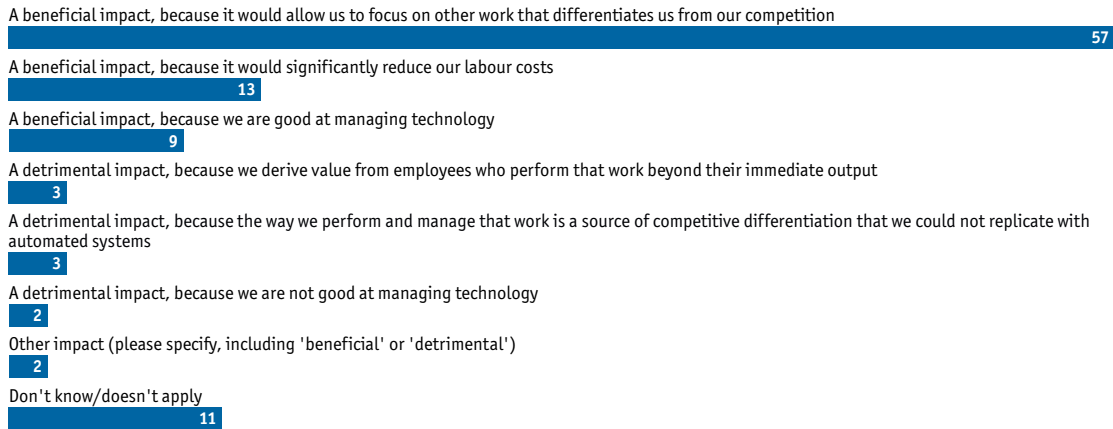 A beneficial impact, because it would allow us to focus on other work that differentiates us from our competition
57
A beneficial impact, because it would significantly reduce our labour costs
13
A beneficial impact, because we are good at managing technology
9
A detrimental impact, because we derive value from employees who perform that work beyond their immediate output
3
A detrimental impact, because the way we perform and manage that work is a source of competitive differentiation that we could not replicate with
automated systems
3
A detrimental impact, because we are not good at managing technology
2
Other impact (please specify, including 'beneficial' or 'detrimental')
2
Don't know/doesn't apply
11